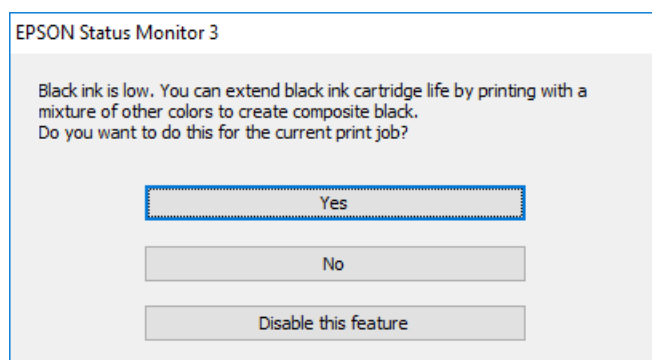 EPSON Status Monitor 3
Black ink is low. You can extend black ink cartridge life by printing with a
mixture of other colors to create composite black.
Do you want to do this for the current print job?
Yes
No
Disable this feature